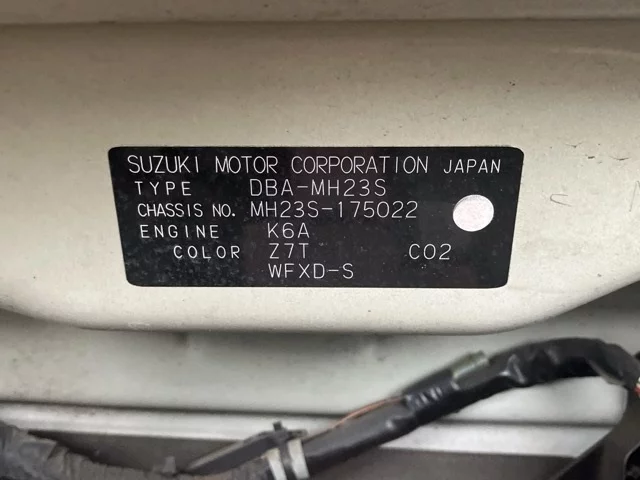 SUZUKI MOTOR CORPORATION JAPAN
TYPE DBA-MH23S
CHASSIS NO. MH23S-175022
ENGINE K6A
COLOR Z7T C02
WFXD-S